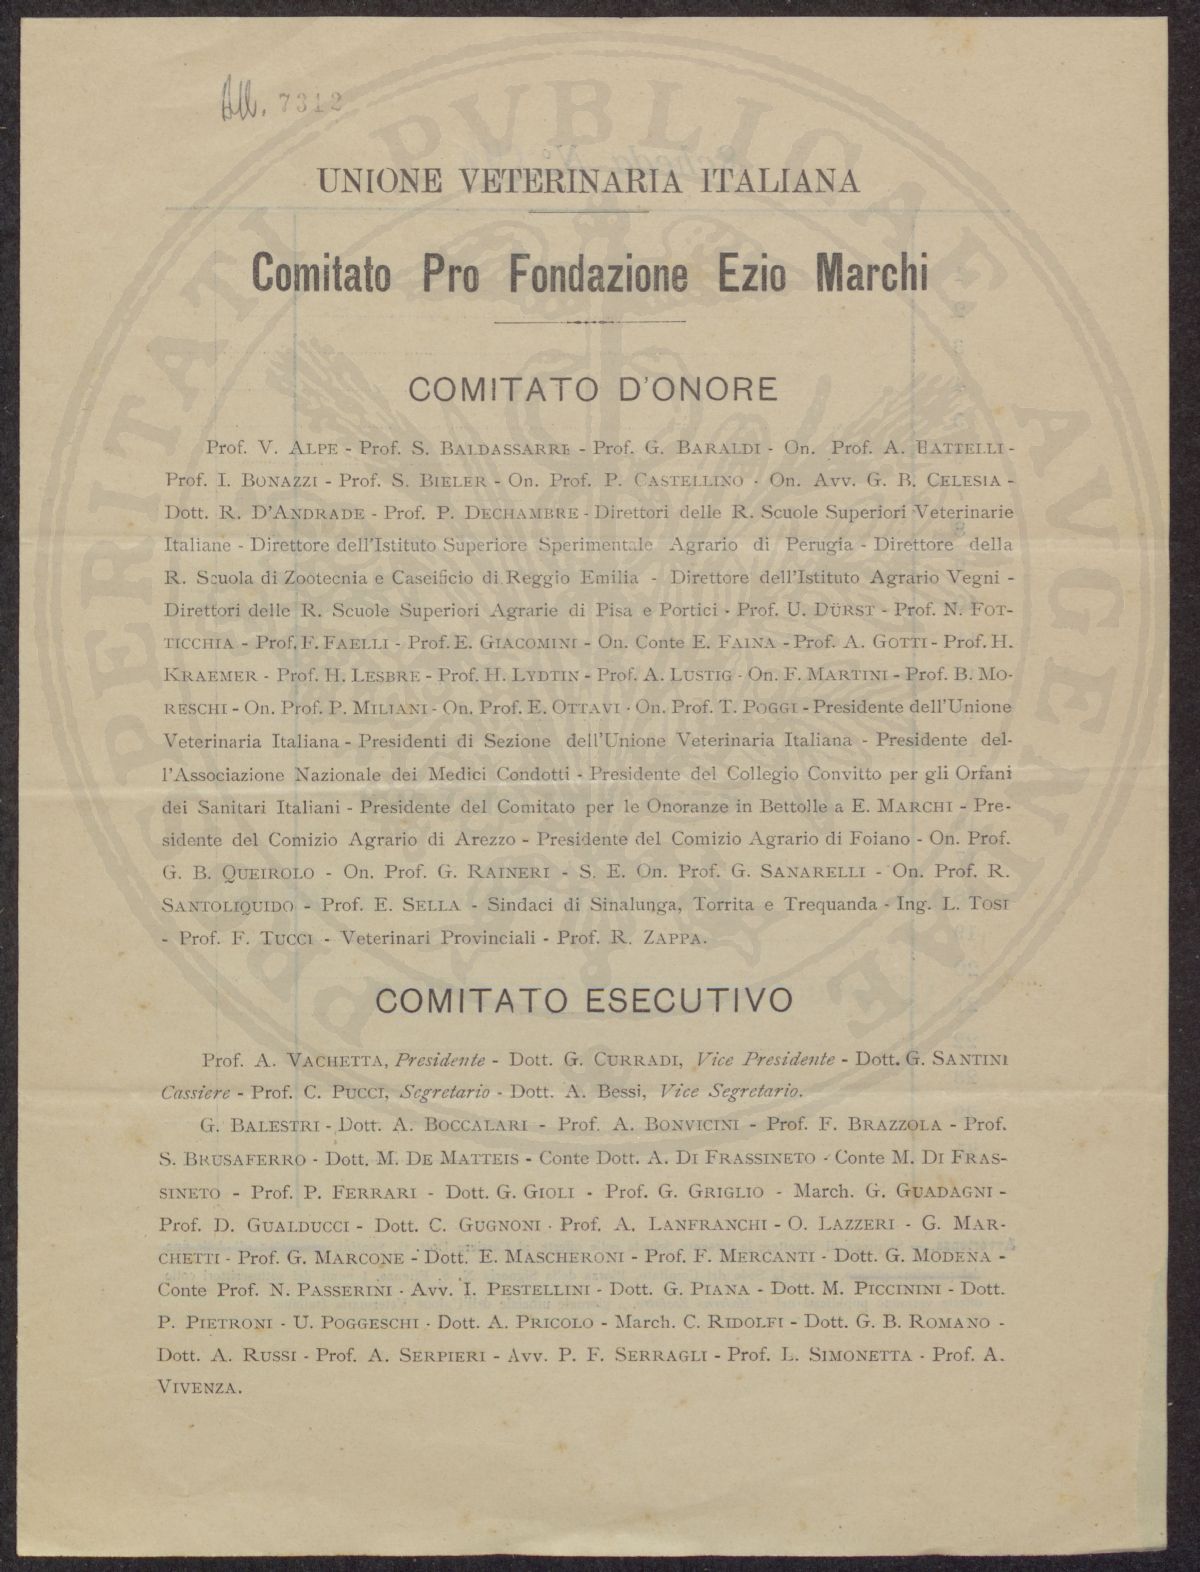 All. 7312
UNIONE VETERINARIA ITALIANA
Comitato Pro Fondazione Ezio Marchi
COMITATO D'ONORE
Prof. V. ALPE - Prof. S. BALDASSARRE - Prof. G. BARALDI - On. Prof. A. BATTELLI -
Prof. I. BONAZZI - Prof. S. BIELER - On. Prof. P. CASTELLINO - On. Avv. G. B. CELESIA -
Dott. R. D'ANDRADE - Prof. P. DECHAMBRE - Direttori delle R. Scuole Superiori Veterinarie
Italiane - Direttore dell'Istituto Superiore Sperimentale Agrario di Perugia - Direttore della
R. Scuola di Zootecnia e Caseificio di Reggio Emilia - Direttore dell'Istituto Agrario Vegni -
Direttori delle R. Scuole Superiori Agrarie di Pisa e Portici - Prof. U. DÜRST - Prof. N. FOT-
TICCHIA - Prof. F. FAELLI - Prof. E. GIACOMINI - On. Conte E. FAINA - Prof. A. GOTTI - Prof. H.
KRAEMER - Prof. H. LESBRE - Prof. H. LYDTIN - Prof. A. LUSTIG - On. F. MARTINI - Prof. B. MO-
RESCHI - On. Prof. P. MILIANI - On. Prof. E. OTTAVI - On. Prof. T. POGGI - Presidente dell'Unione
Veterinaria Italiana - Presidenti di Sezione dell'Unione Veterinaria Italiana - Presidente del-
l'Associazione Nazionale dei Medici Condotti - Presidente del Collegio Convitto per gli Orfani
dei Sanitari Italiani - Presidente del Comitato per le Onoranze in Bettolle a E. MARCHI - Pre-
sidente del Comizio Agrario di Arezzo - Presidente del Comizio Agrario di Foiano - On. Prof.
G. B. QUEIROLO - On. Prof. G. RAINERI - S. E. On. Prof. G. SANARELLI - On. Prof. R.
SANTOLIQUIDO - Prof. E. SELLA - Sindaci di Sinalunga, Torrita e Trequanda - Ing. L. TOSI
- Prof. F. TUCCI - Veterinari Provinciali - Prof. R. ZAPPA.
COMITATO ESECUTIVO
Prof. A. VACHETTA, Presidente - Dott. G. CURRADI, Vice Presidente - Dott. G. SANTINI
Cassiere - Prof. C. PUCCI, Segretario - Dott. A. Bessi, Vice Segretario.
G. BALESTRI - Dott. A. BOCCALARI - Prof. A. BONVICINI - Prof. F. BRAZZOLA - Prof.
S. BRUSAFERRO - Dott. M. DE MATTEIS - Conte Dott. A. DI FRASSINETO - Conte M. DI FRAS-
SINETO - Prof. P. FERRARI - Dott. G. GIOLI - Prof. G. GRIGLIO - March. G. GUADAGNI -
Prof. D. GUALDUCCI - Dott. C. GUGNONI - Prof. A. LANFRANCHI - O. LAZZERI - G. MAR-
CHETTI - Prof. G. MARCONE - Dott. E. MASCHERONI - Prof. F. MERCANTI - Dott. G. MODENA -
Conte Prof. N. PASSERINI - Avv. I. PESTELLINI - Dott. G. PIANA - Dott. M. PICCININI - Dott.
P. PIETRONI - U. POGGESCHI - Dott. A. PRICOLO - March. C. RIDOLFI - Dott. G. B. ROMANO -
Dott. A. RUSSI - Prof. A. SERPIERI - Avv. P. F. SERRAGLI - Prof. L. SIMONETTA - Prof. A.
VIVENZA.